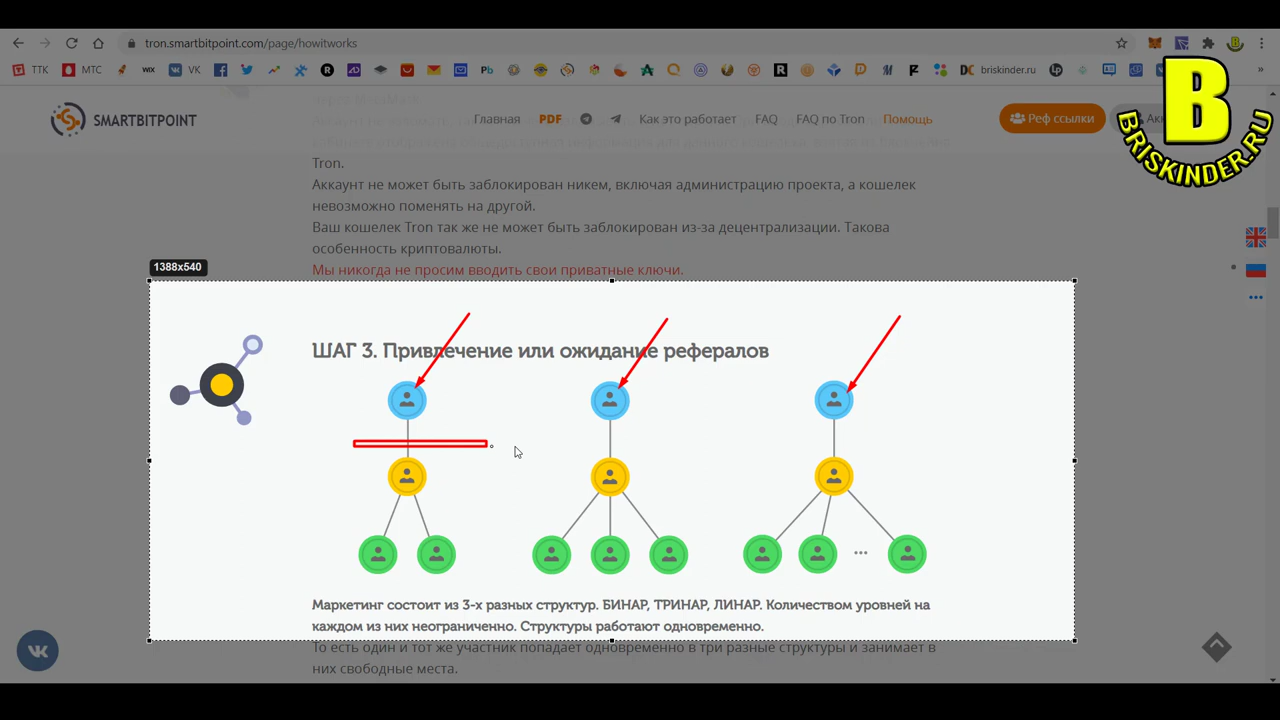 tron.smartbitpoint.com/page/howitworks
ТТК
МТС
WIX
VK
Pb
R
DC briskinder.ru
Lp
»
SMARTBITPOINT
Главная
PDF
Как это работает
FAQ
FAQ по Tron
Помощь
Реф ссылки
B
BRISKINDER.RU
Tron.
Аккаунт не может быть заблокирован никем, включая администрацию проекта, а кошелек
невозможно поменять на другой.
Ваш кошелек Tron так же не может быть заблокирован из-за децентрализации. Такова
особенность криптовалюты.
Мы никогда не просим вводить свои приватные ключи.
1388x540
ШАГ 3. Привлечение или ожидание рефералов
Маркетинг состоит из 3-х разных структур. БИНАР, ТРИНАР, ЛИНАР. Количеством уровней на
каждом из них неограниченно. Структуры работают одновременно.
То есть один и тот же участник попадает одновременно в три разные структуры и занимает в
них свободные места.